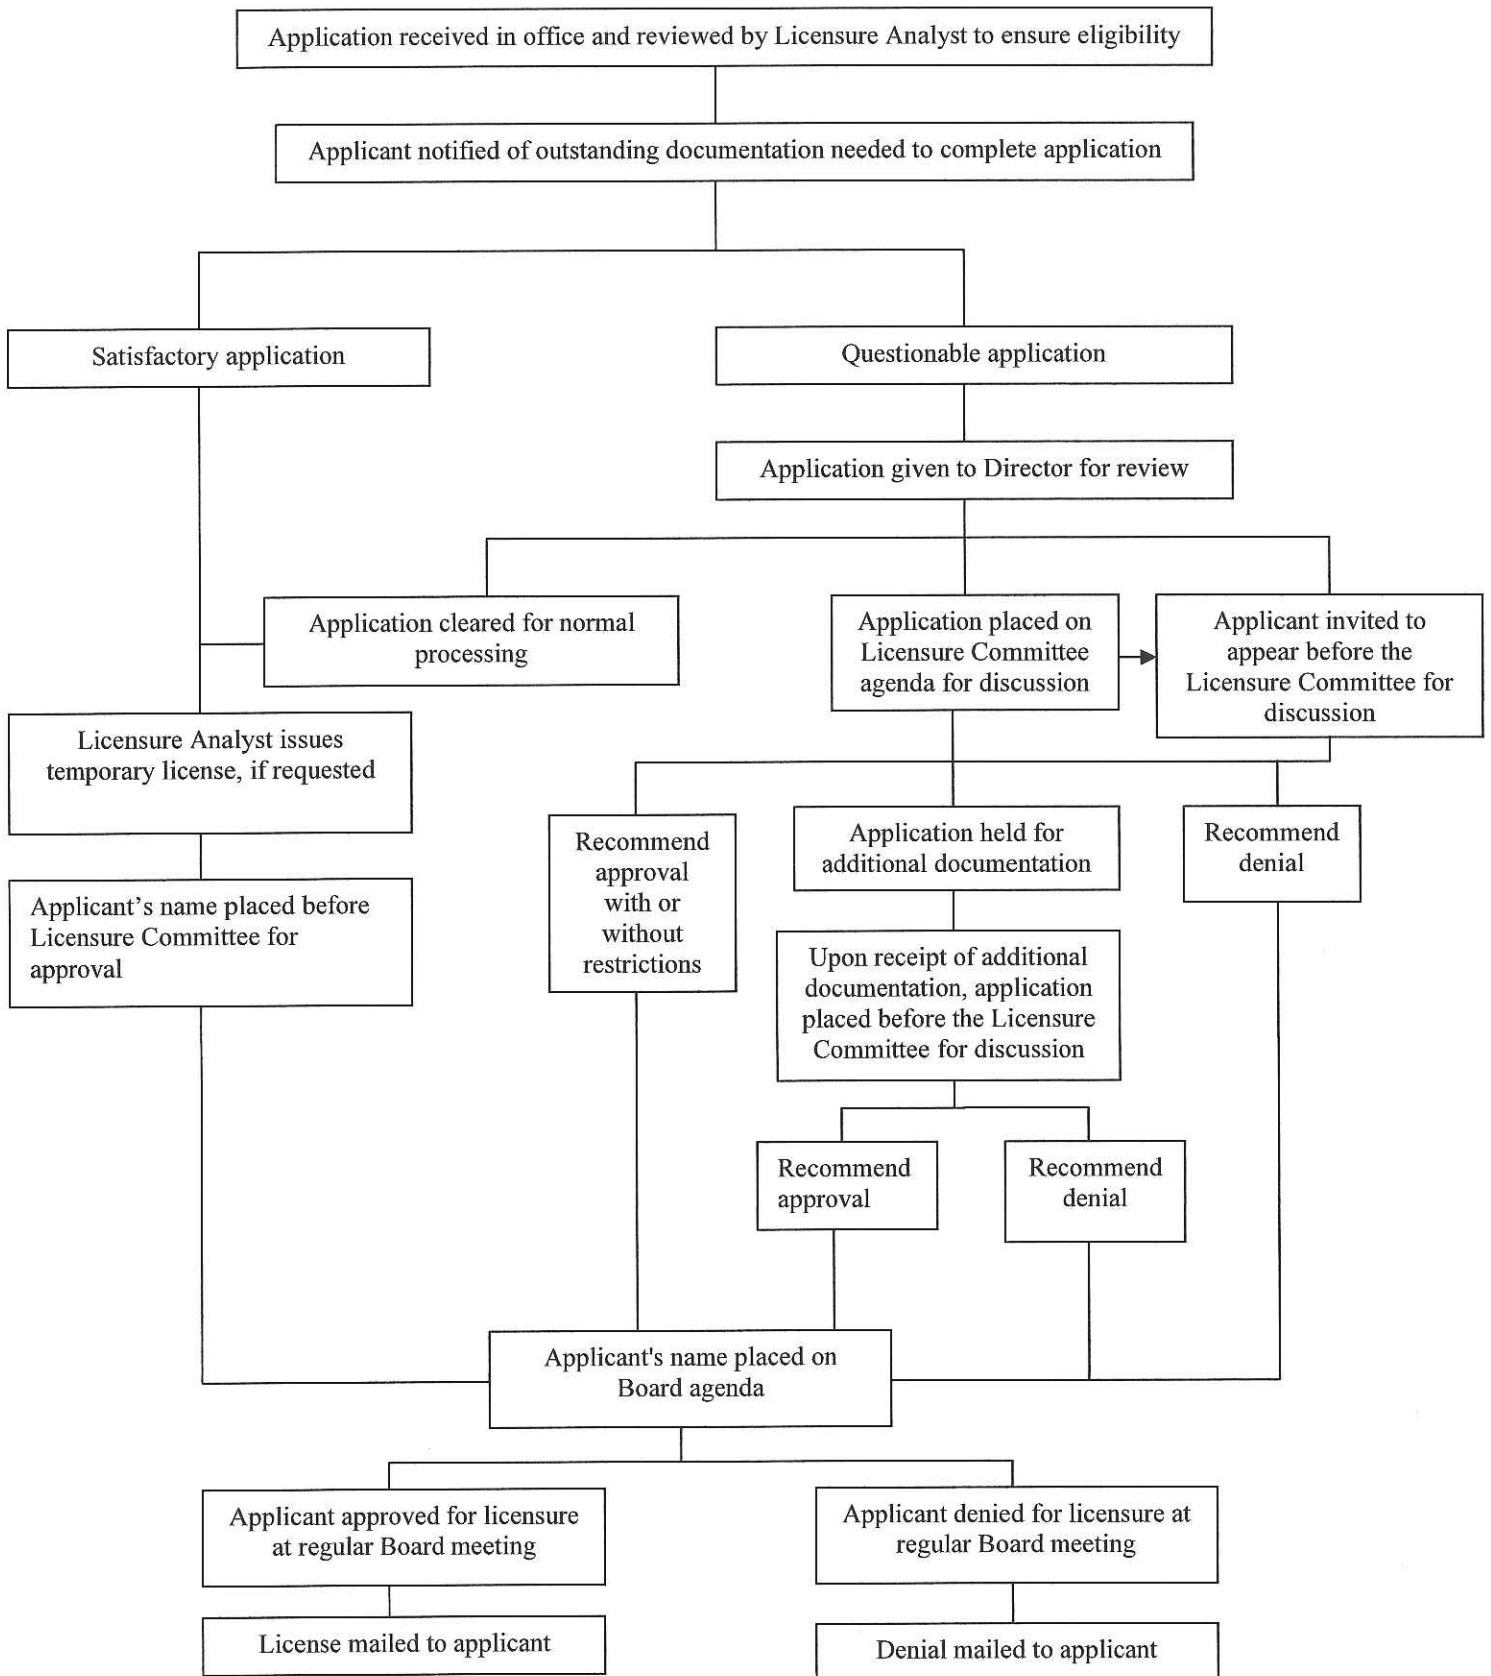 Application received in office and reviewed by Licensure Analyst to ensure eligibility
Applicant notified of outstanding documentation needed to complete application
Satisfactory application
Questionable application
Application given to Director for review
Application cleared for normal
processing
Application placed on
Licensure Committee
agenda for discussion
Applicant invited to
appear before the
Licensure Committee for
discussion
Licensure Analyst issues
temporary license, if requested
Applicant’s name placed before
Licensure Committee for
approval
Recommend
approval
with or
without
restrictions
Application held for
additional documentation
Recommend
denial
Upon receipt of additional
documentation, application
placed before the Licensure
Committee for discussion
Recommend
approval
Recommend
denial
Applicant's name placed on
Board agenda
Applicant approved for licensure
at regular Board meeting
Applicant denied for licensure at
regular Board meeting
License mailed to applicant
Denial mailed to applicant